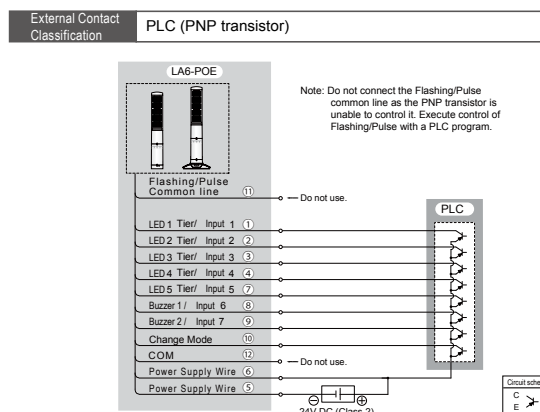 External Contact
Classification
PLC (PNP transistor)
LA6-POE
Note: Do not connect the Flashing/Pulse
common line as the PNP transistor is
unable to control it. Execute control of
Flashing/Pulse with a PLC program.
Flashing/Pulse
Common line ⑪
Do not use.
PLC
LED 1 Tier/ Input 1 ①
LED 2 Tier/ Input 2 ②
LED 3 Tier/ Input 3 ③
LED 4 Tier/ Input 4 ④
LED 5 Tier/ Input 5 ⑦
Buzzer 1 / Input 6 ⑧
Buzzer 2 / Input 7 ⑨
Change Mode ⑩
COM ⑫
Do not use.
Power Supply Wire ⑥
Power Supply Wire ⑤
24V DC (Class 2)
Circuit sche
C
E